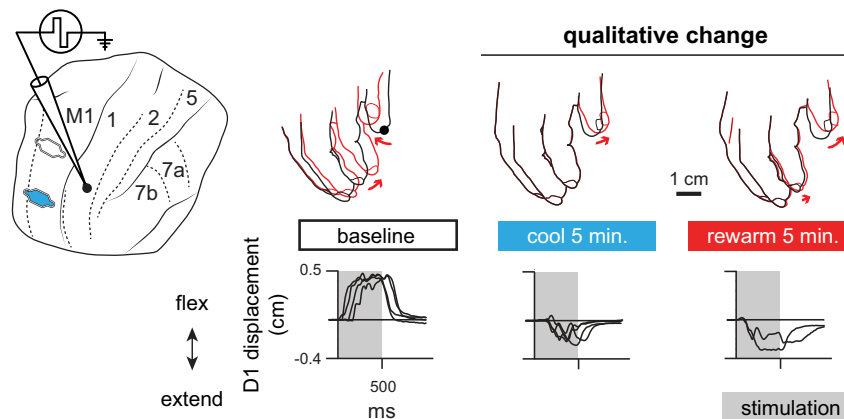 qualitative change
M1
1
2
5
7a
7b
1 cm
baseline
cool 5 min.
rewarm 5 min.
D1 displacement
(cm)
0.5
-0.4
flex
extend
500
ms
stimulation